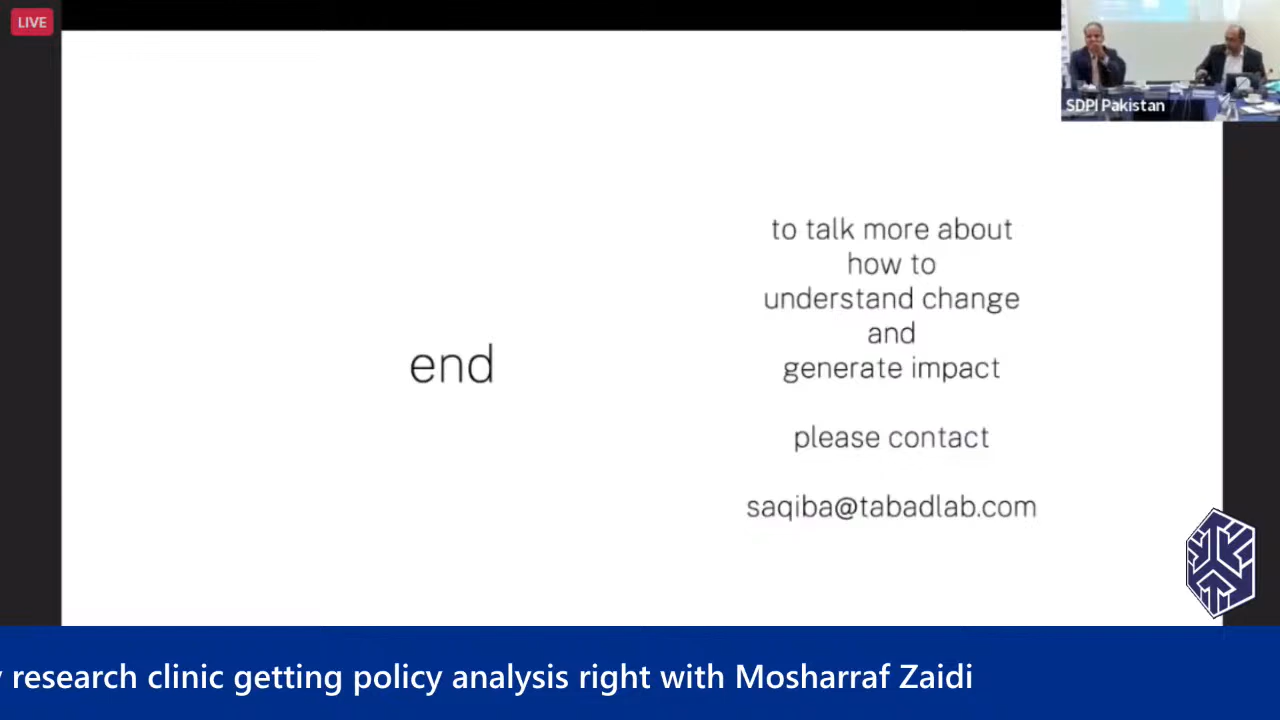 LIVE
SDPI Pakistan
end
to talk more about
how to
understand change
and
generate impact
please contact
saqiba@tabadlab.com
research clinic getting policy analysis right with Mosharraf Zaidi